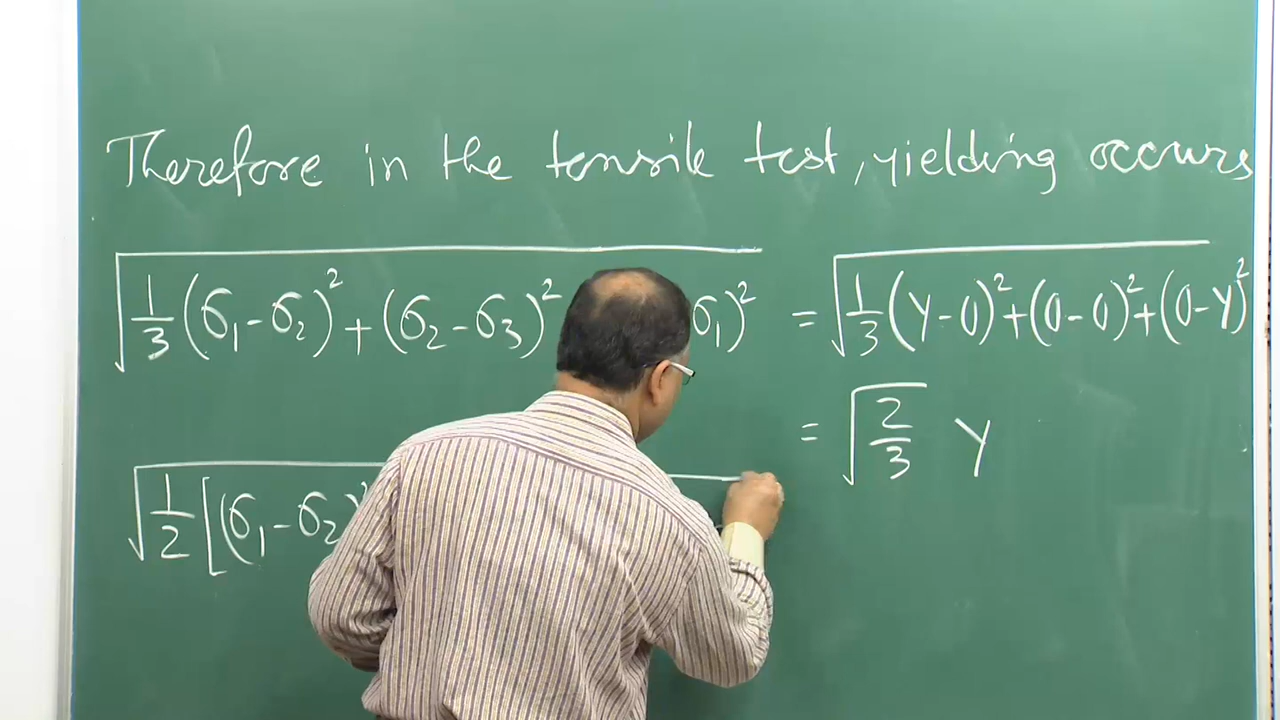 Therefore in the tensile test, yielding occurs
√(1/3 (σ₁-σ₂)² + (σ₂-σ₃)² σ₁)² = √(1/3 (Y-0)²+(0-0)²+(0-Y)²
= √(2/3) Y
√(1/2 [(σ₁-σ₂)